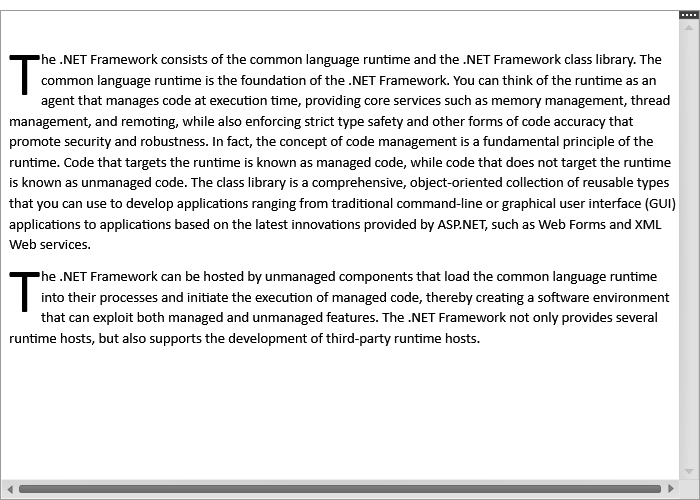 The .NET Framework consists of the common language runtime and the .NET Framework class library. The
common language runtime is the foundation of the .NET Framework. You can think of the runtime as an
agent that manages code at execution time, providing core services such as memory management, thread
management, and remoting, while also enforcing strict type safety and other forms of code accuracy that
promote security and robustness. In fact, the concept of code management is a fundamental principle of the
runtime. Code that targets the runtime is known as managed code, while code that does not target the runtime
is known as unmanaged code. The class library is a comprehensive, object-oriented collection of reusable types
that you can use to develop applications ranging from traditional command-line or graphical user interface (GUI)
applications to applications based on the latest innovations provided by ASP.NET, such as Web Forms and XML
Web services.
The .NET Framework can be hosted by unmanaged components that load the common language runtime
into their processes and initiate the execution of managed code, thereby creating a software environment
that can exploit both managed and unmanaged features. The .NET Framework not only provides several
runtime hosts, but also supports the development of third-party runtime hosts.